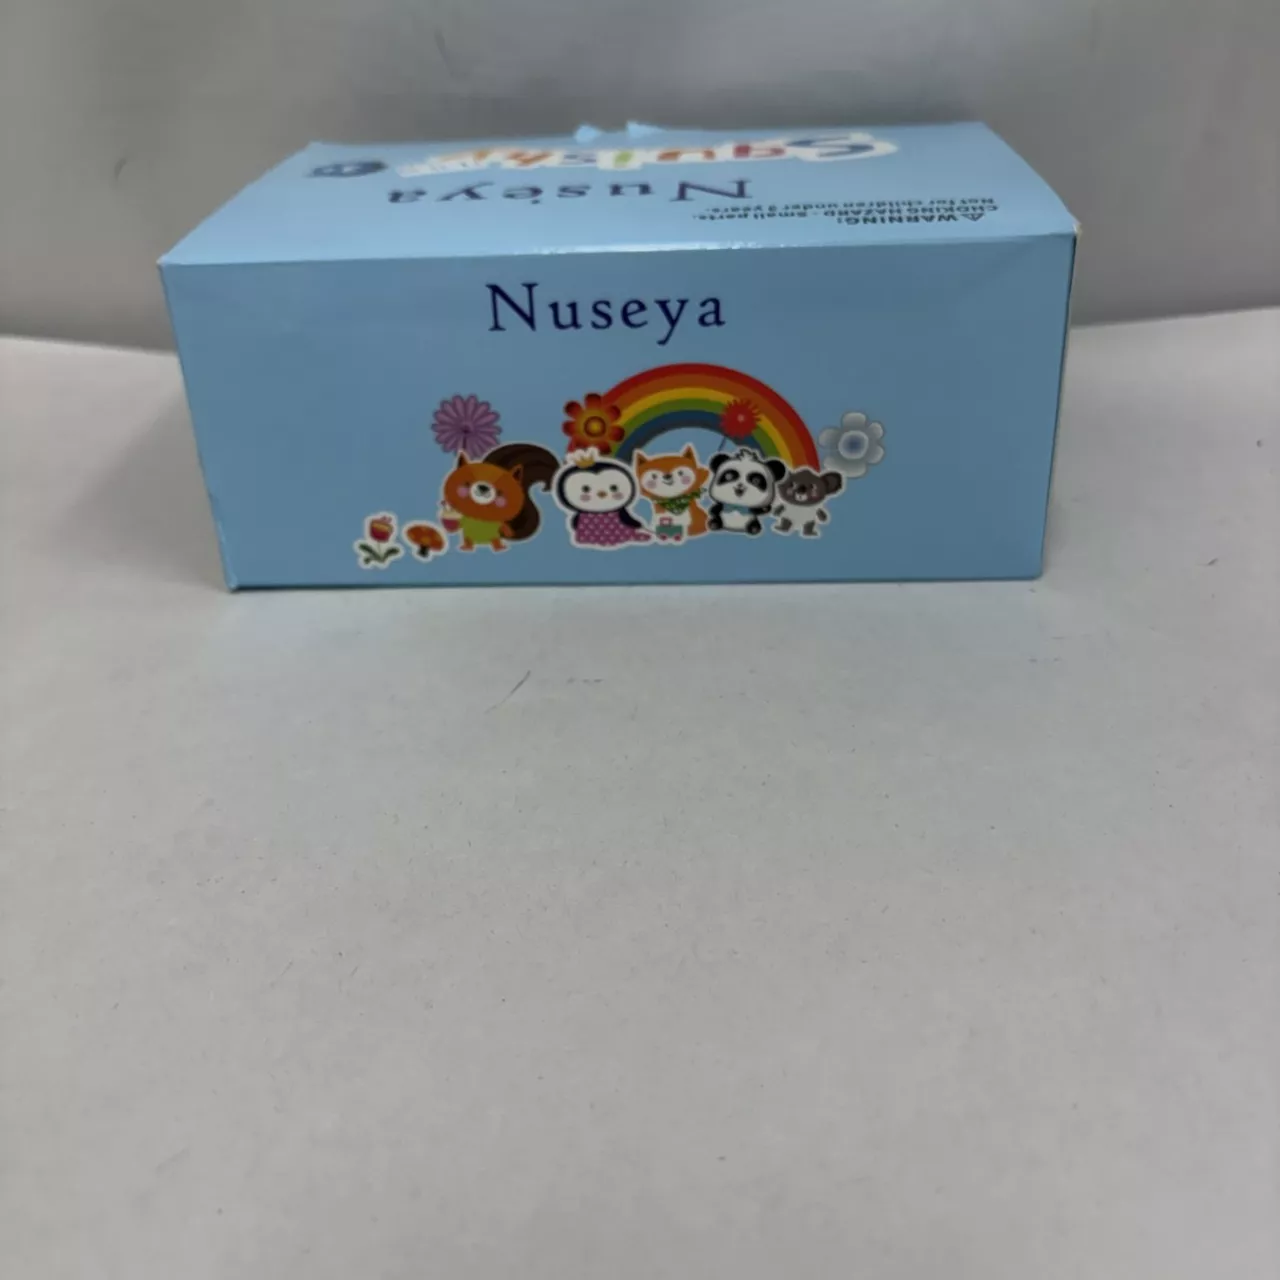 Squishy
Nuseya
⚠WARNING:
CHOKING HAZARD - Small parts.
Not for children under 3 years.
Nuseya